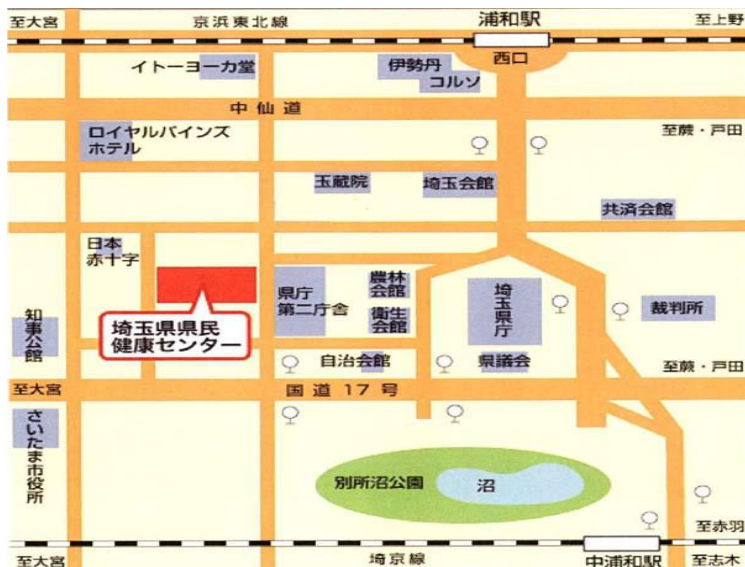 至大宮
京浜東北線
浦和駅
至上野
西口
イトーヨーカ堂
伊勢丹
コルソ
中仙道
ロイヤルパインズ
ホテル
至蕨・戸田
玉蔵院
埼玉会館
共済会館
日本
赤十字
県庁
第二庁舎
農林
会館
衛生
会館
埼玉県庁
裁判所
知事公館
埼玉県県民
健康センター
自治会館
県議会
至蕨・戸田
至大宮
国道17号
さいたま市役所
別所沼公園
沼
至赤羽
至大宮
埼京線
中浦和駅
至志木